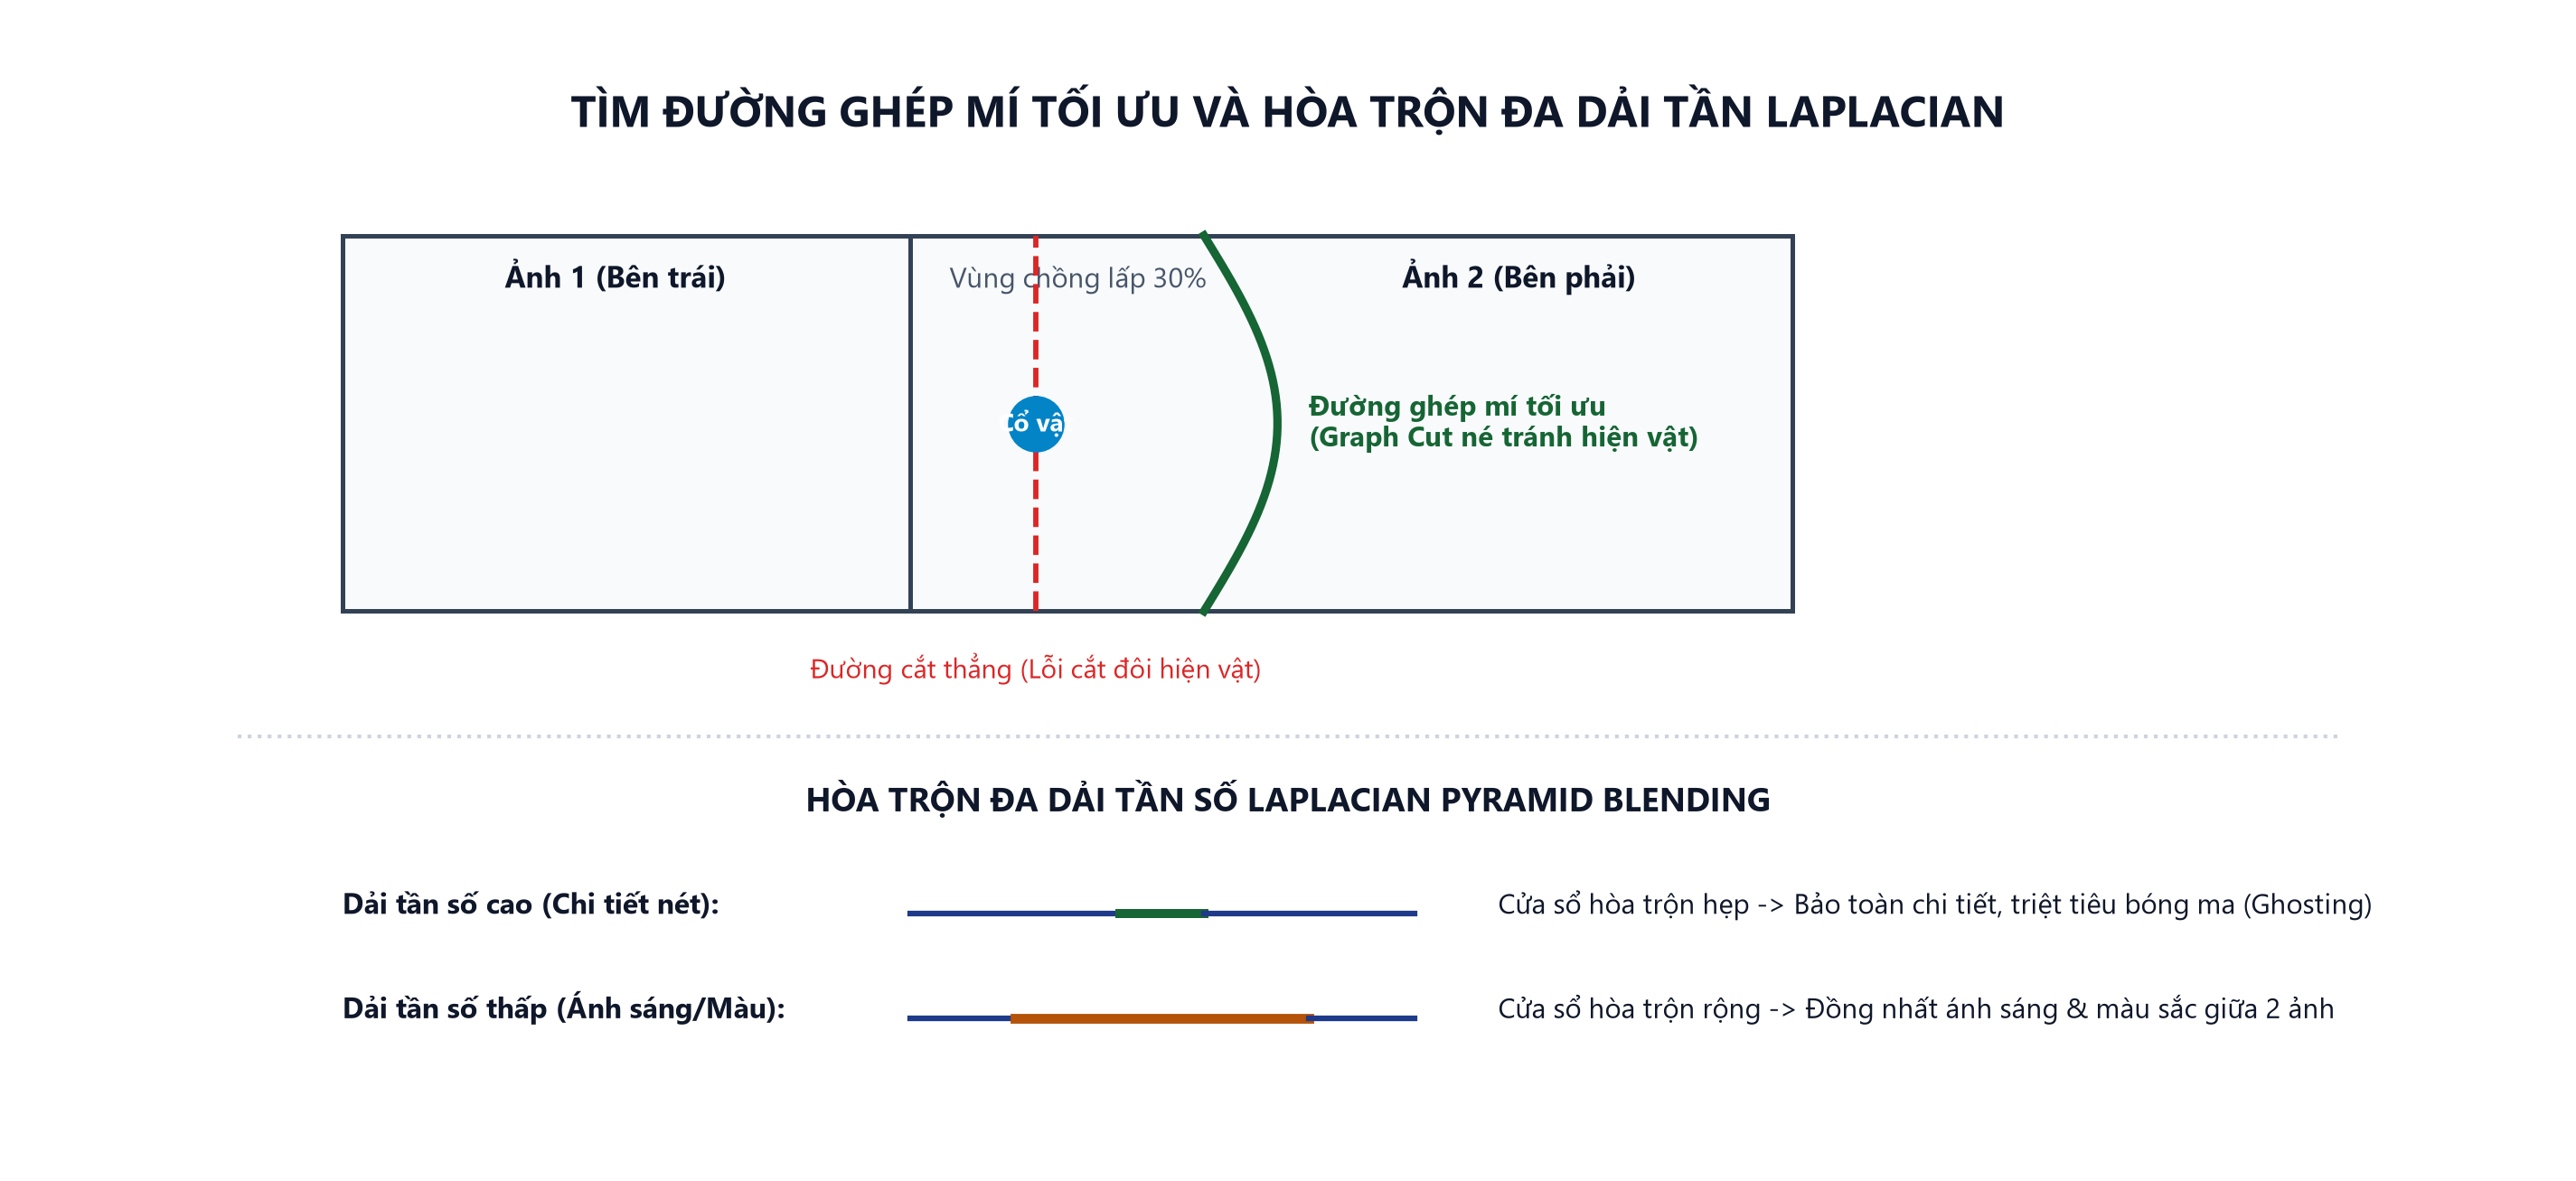 TÌM ĐƯỜNG GHÉP MÍ TỐI ƯU VÀ HÒA TRỘN ĐA DẢI TẦN LAPLACIAN
Ảnh 1 (Bên trái)
Vùng chồng lấp 30%
Ảnh 2 (Bên phải)
Cổ vậ
Đường ghép mí tối ưu
(Graph Cut né tránh hiện vật)
Đường cắt thẳng (Lỗi cắt đôi hiện vật)
HÒA TRỘN ĐA DẢI TẦN SỐ LAPLACIAN PYRAMID BLENDING
Dải tần số cao (Chi tiết nét):
Cửa sổ hòa trộn hẹp -> Bảo toàn chi tiết, triệt tiêu bóng ma (Ghosting)
Dải tần số thấp (Ánh sáng/Màu):
Cửa sổ hòa trộn rộng -> Đồng nhất ánh sáng & màu sắc giữa 2 ảnh